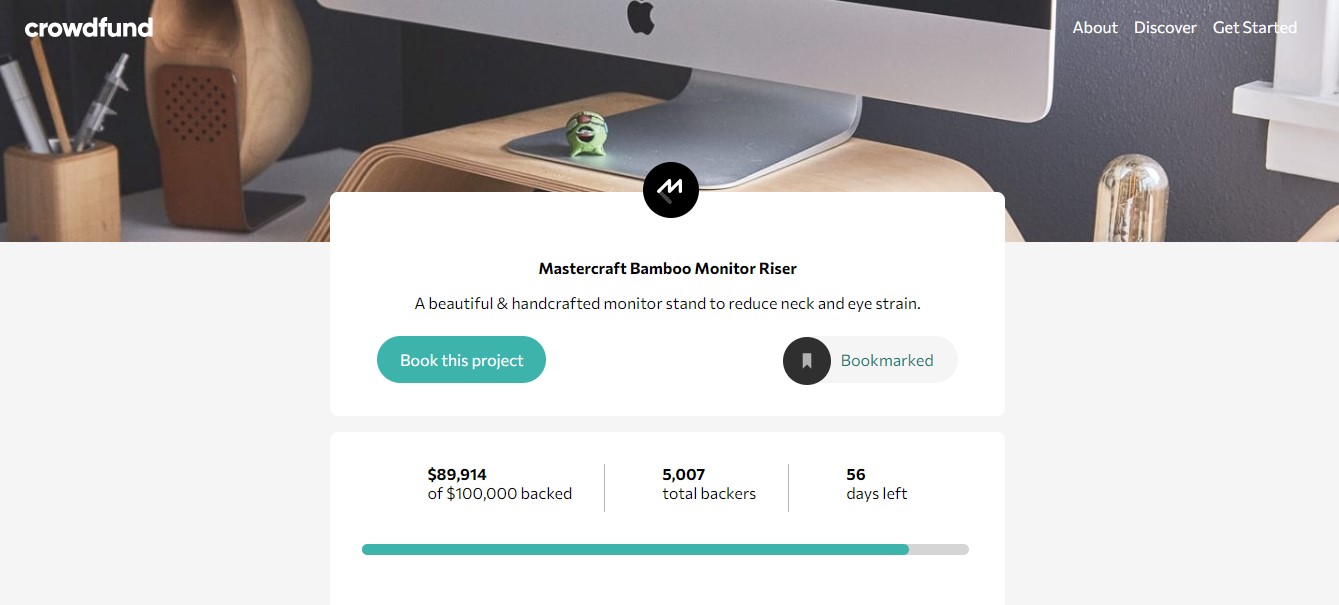 crowdfund
About Discover Get Started
Mastercraft Bamboo Monitor Riser
A beautiful & handcrafted monitor stand to reduce neck and eye strain.
Book this project
Bookmarked
$89,914
of $100,000 backed
5,007
total backers
56
days left